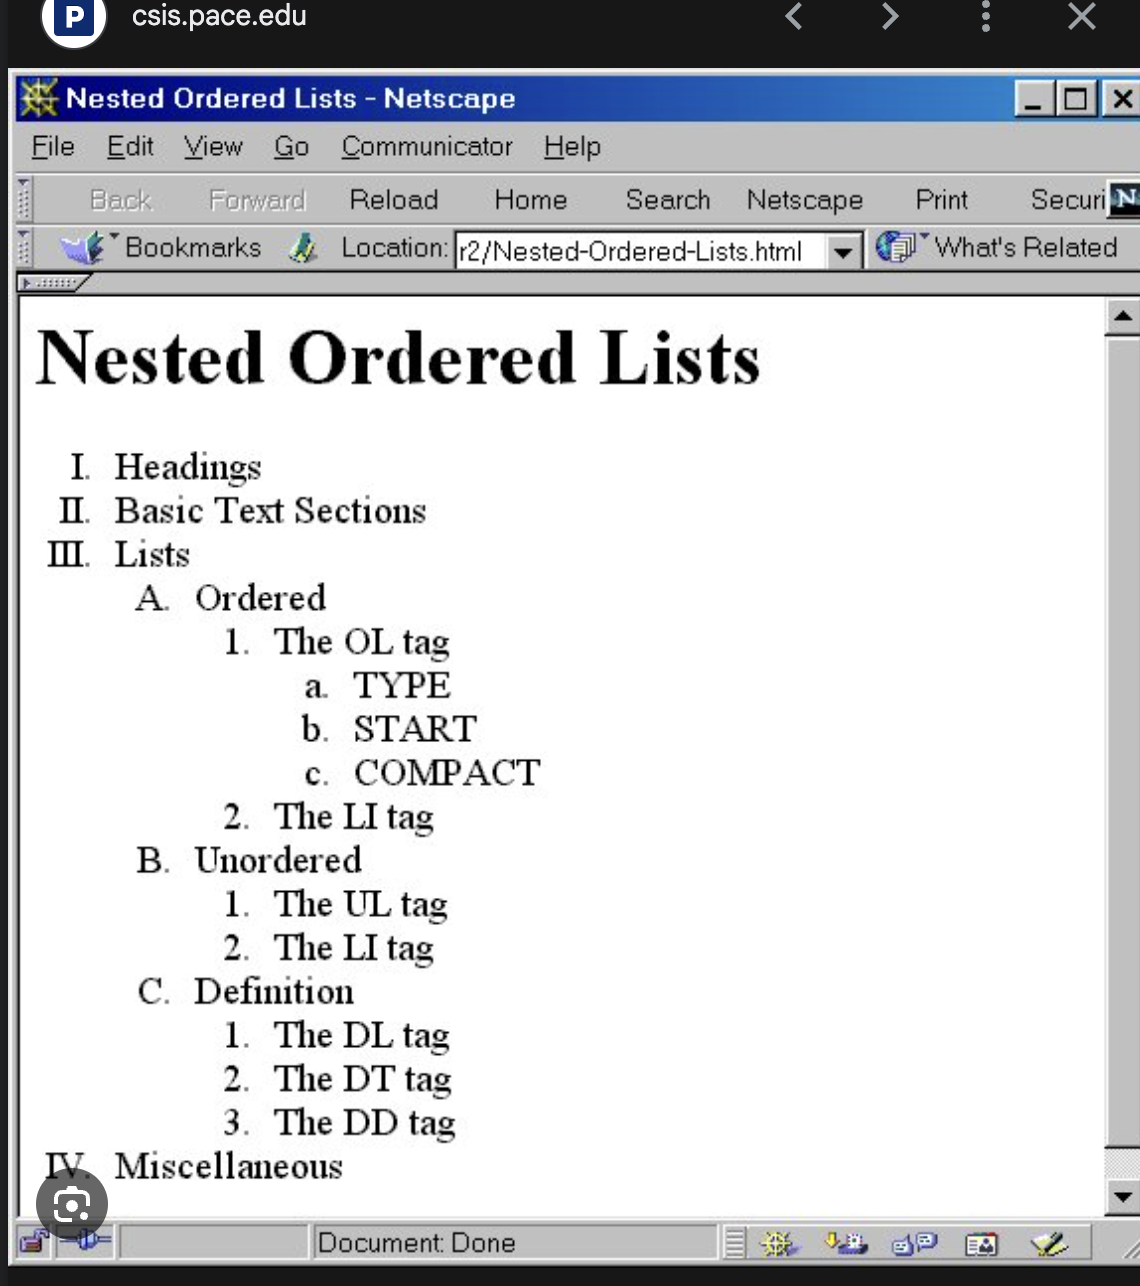 P csis.pace.edu
Nested Ordered Lists - Netscape
File Edit View Go Communicator Help
Back Forward Reload Home Search Netscape Print Securi N
Bookmarks Location: r2/Nested-Ordered-Lists.html What's Related
Nested Ordered Lists
I. Headings
II. Basic Text Sections
III. Lists
A. Ordered
1. The OL tag
a. TYPE
b. START
c. COMPACT
2. The LI tag
B. Unordered
1. The UL tag
2. The LI tag
C. Definition
1. The DL tag
2. The DT tag
3. The DD tag
IV. Miscellaneous
Document: Done